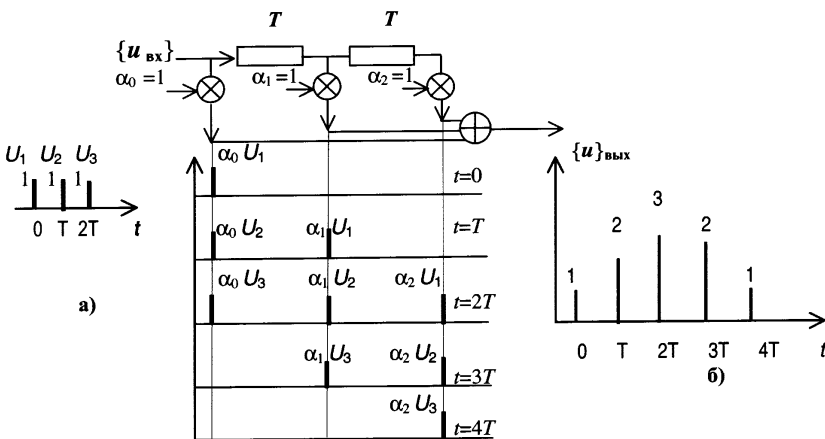 T T
{u вх}
α₀ =1 α₁ =1 α₂ =1
U₁ U₂ U₃
1 1 1
0 T 2T t
а)
α₀ U₁ t=0
α₀ U₂ α₁ U₁ t=T
α₀ U₃ α₁ U₂ α₂ U₁ t=2T
α₁ U₃ α₂ U₂ t=3T
α₂ U₃ t=4T
{u}вых
1 2 3 2 1
0 T 2T 3T 4T t
б)